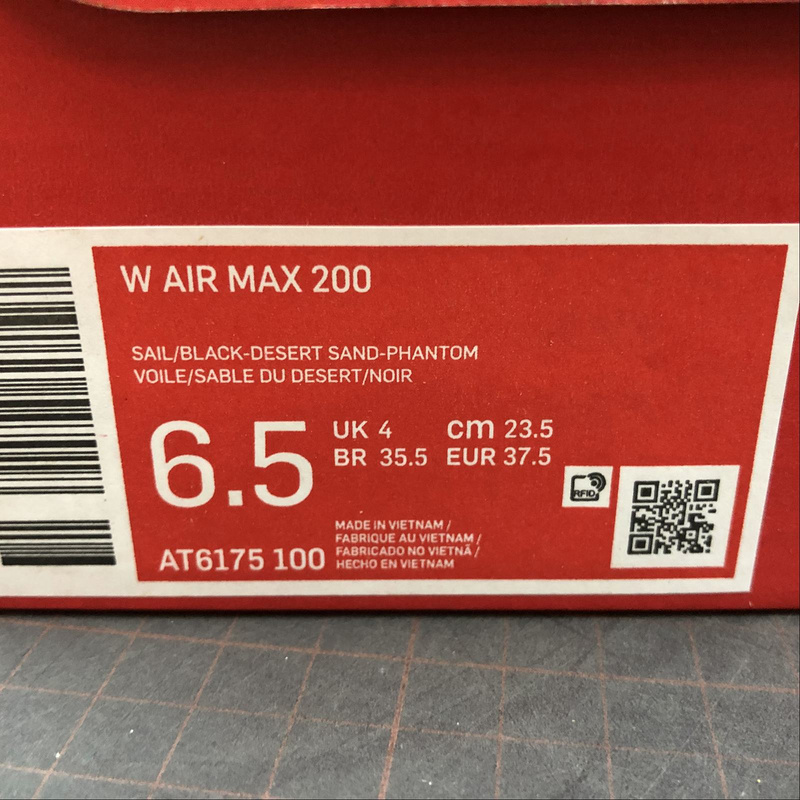 W AIR MAX 200
SAIL/BLACK-DESERT SAND-PHANTOM
VOILE/SABLE DU DESERT/NOIR
6.5
UK 4 cm 23.5
BR 35.5 EUR 37.5
RFID
AT6175 100
MADE IN VIETNAM /
FABRIQUE AU VIETNAM /
FABRICADO NO VIETNÃ /
HECHO EN VIETNAM